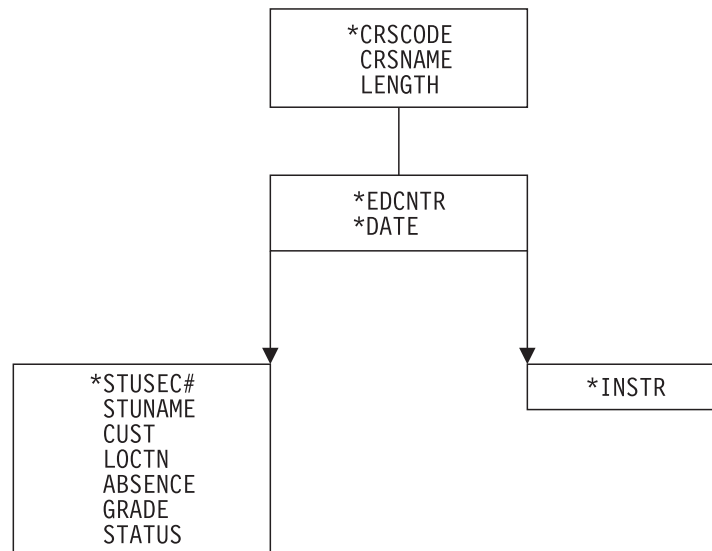 *CRSCODE
CRSNAME
LENGTH
*EDCNTR
*DATE
*STUSEC#
STUNAME
CUST
LOCTN
ABSENCE
GRADE
STATUS
*INSTR